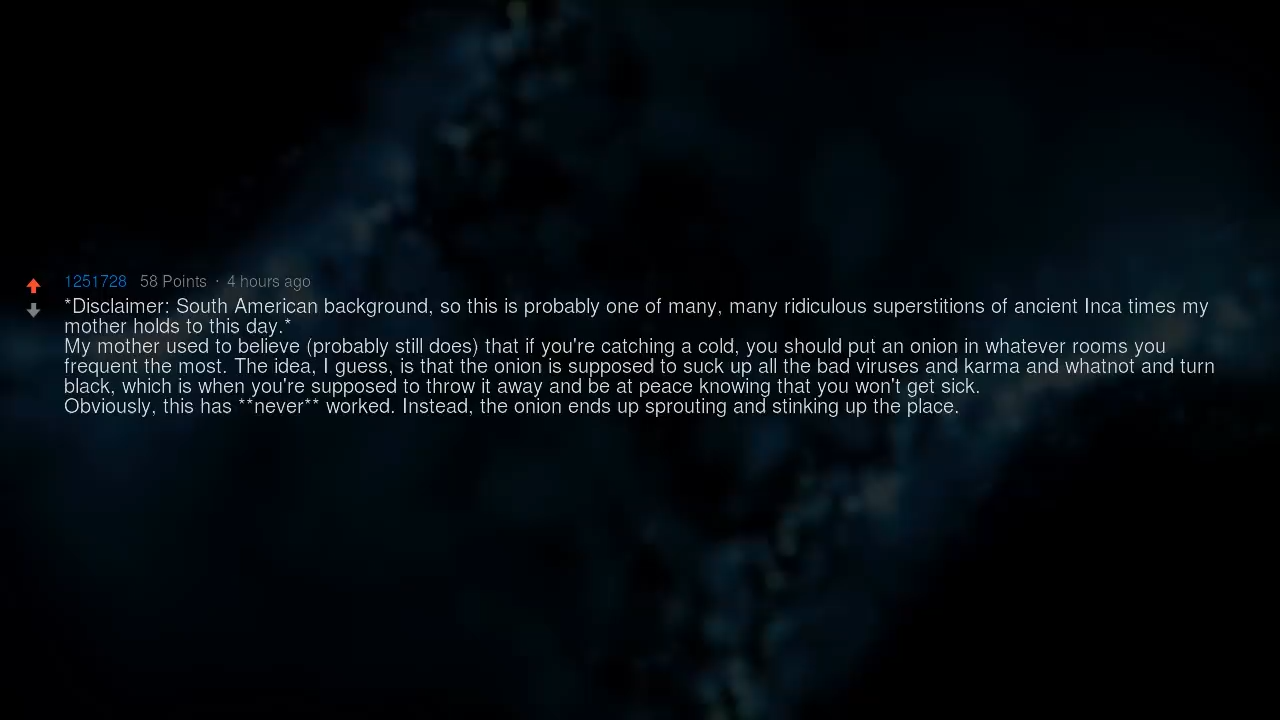 1251728 58 Points · 4 hours ago
*Disclaimer: South American background, so this is probably one of many, many ridiculous superstitions of ancient Inca times my
mother holds to this day.*
My mother used to believe (probably still does) that if you're catching a cold, you should put an onion in whatever rooms you
frequent the most. The idea, I guess, is that the onion is supposed to suck up all the bad viruses and karma and whatnot and turn
black, which is when you're supposed to throw it away and be at peace knowing that you won't get sick.
Obviously, this has **never** worked. Instead, the onion ends up sprouting and stinking up the place.